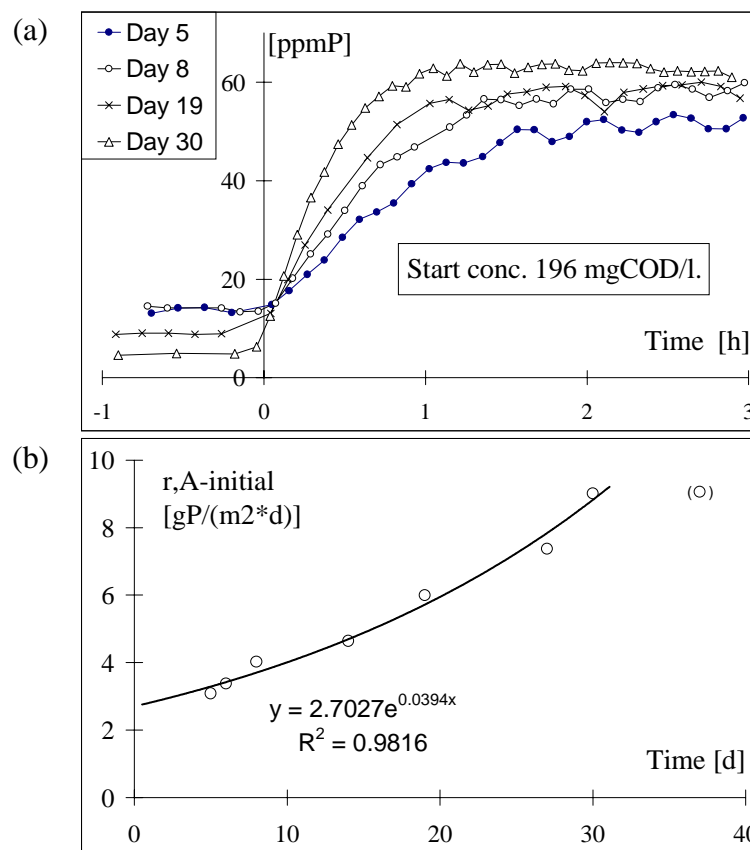 (a)
Day 5
Day 8
Day 19
Day 30
[ppmP]
60
40
20
0
Start conc. 196 mgCOD/l.
Time [h]
-1 0 1 2 3
(b)
10
8
6
4
2
0
r,A-initial
[gP/(m2*d)]
( )
y = 2.7027e^0.0394x
R^2 = 0.9816
Time [d]
0 10 20 30 40